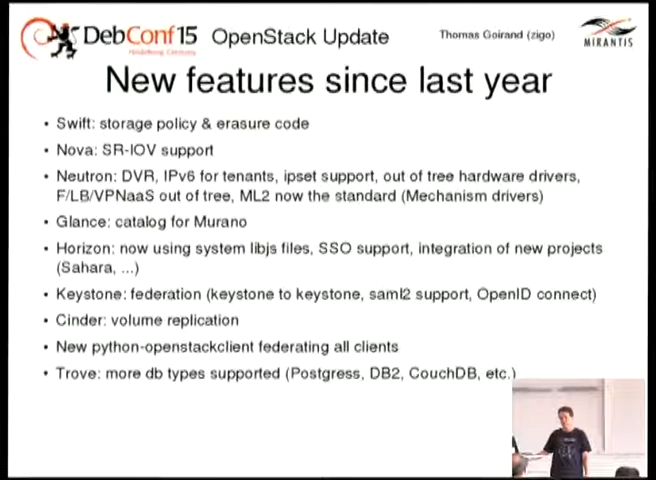 DebConf15 OpenStack Update Thomas Goirand (zigo)
Heidelberg, Germany
MIRANTIS
New features since last year
• Swift: storage policy & erasure code
• Nova: SR-IOV support
• Neutron: DVR, IPv6 for tenants, ipset support, out of tree hardware drivers,
F/LB/VPNaaS out of tree, ML2 now the standard (Mechanism drivers)
• Glance: catalog for Murano
• Horizon: now using system libjs files, SSO support, integration of new projects
(Sahara, ...)
• Keystone: federation (keystone to keystone, saml2 support, OpenID connect)
• Cinder: volume replication
• New python-openstackclient federating all clients
• Trove: more db types supported (Postgress, DB2, CouchDB, etc.)